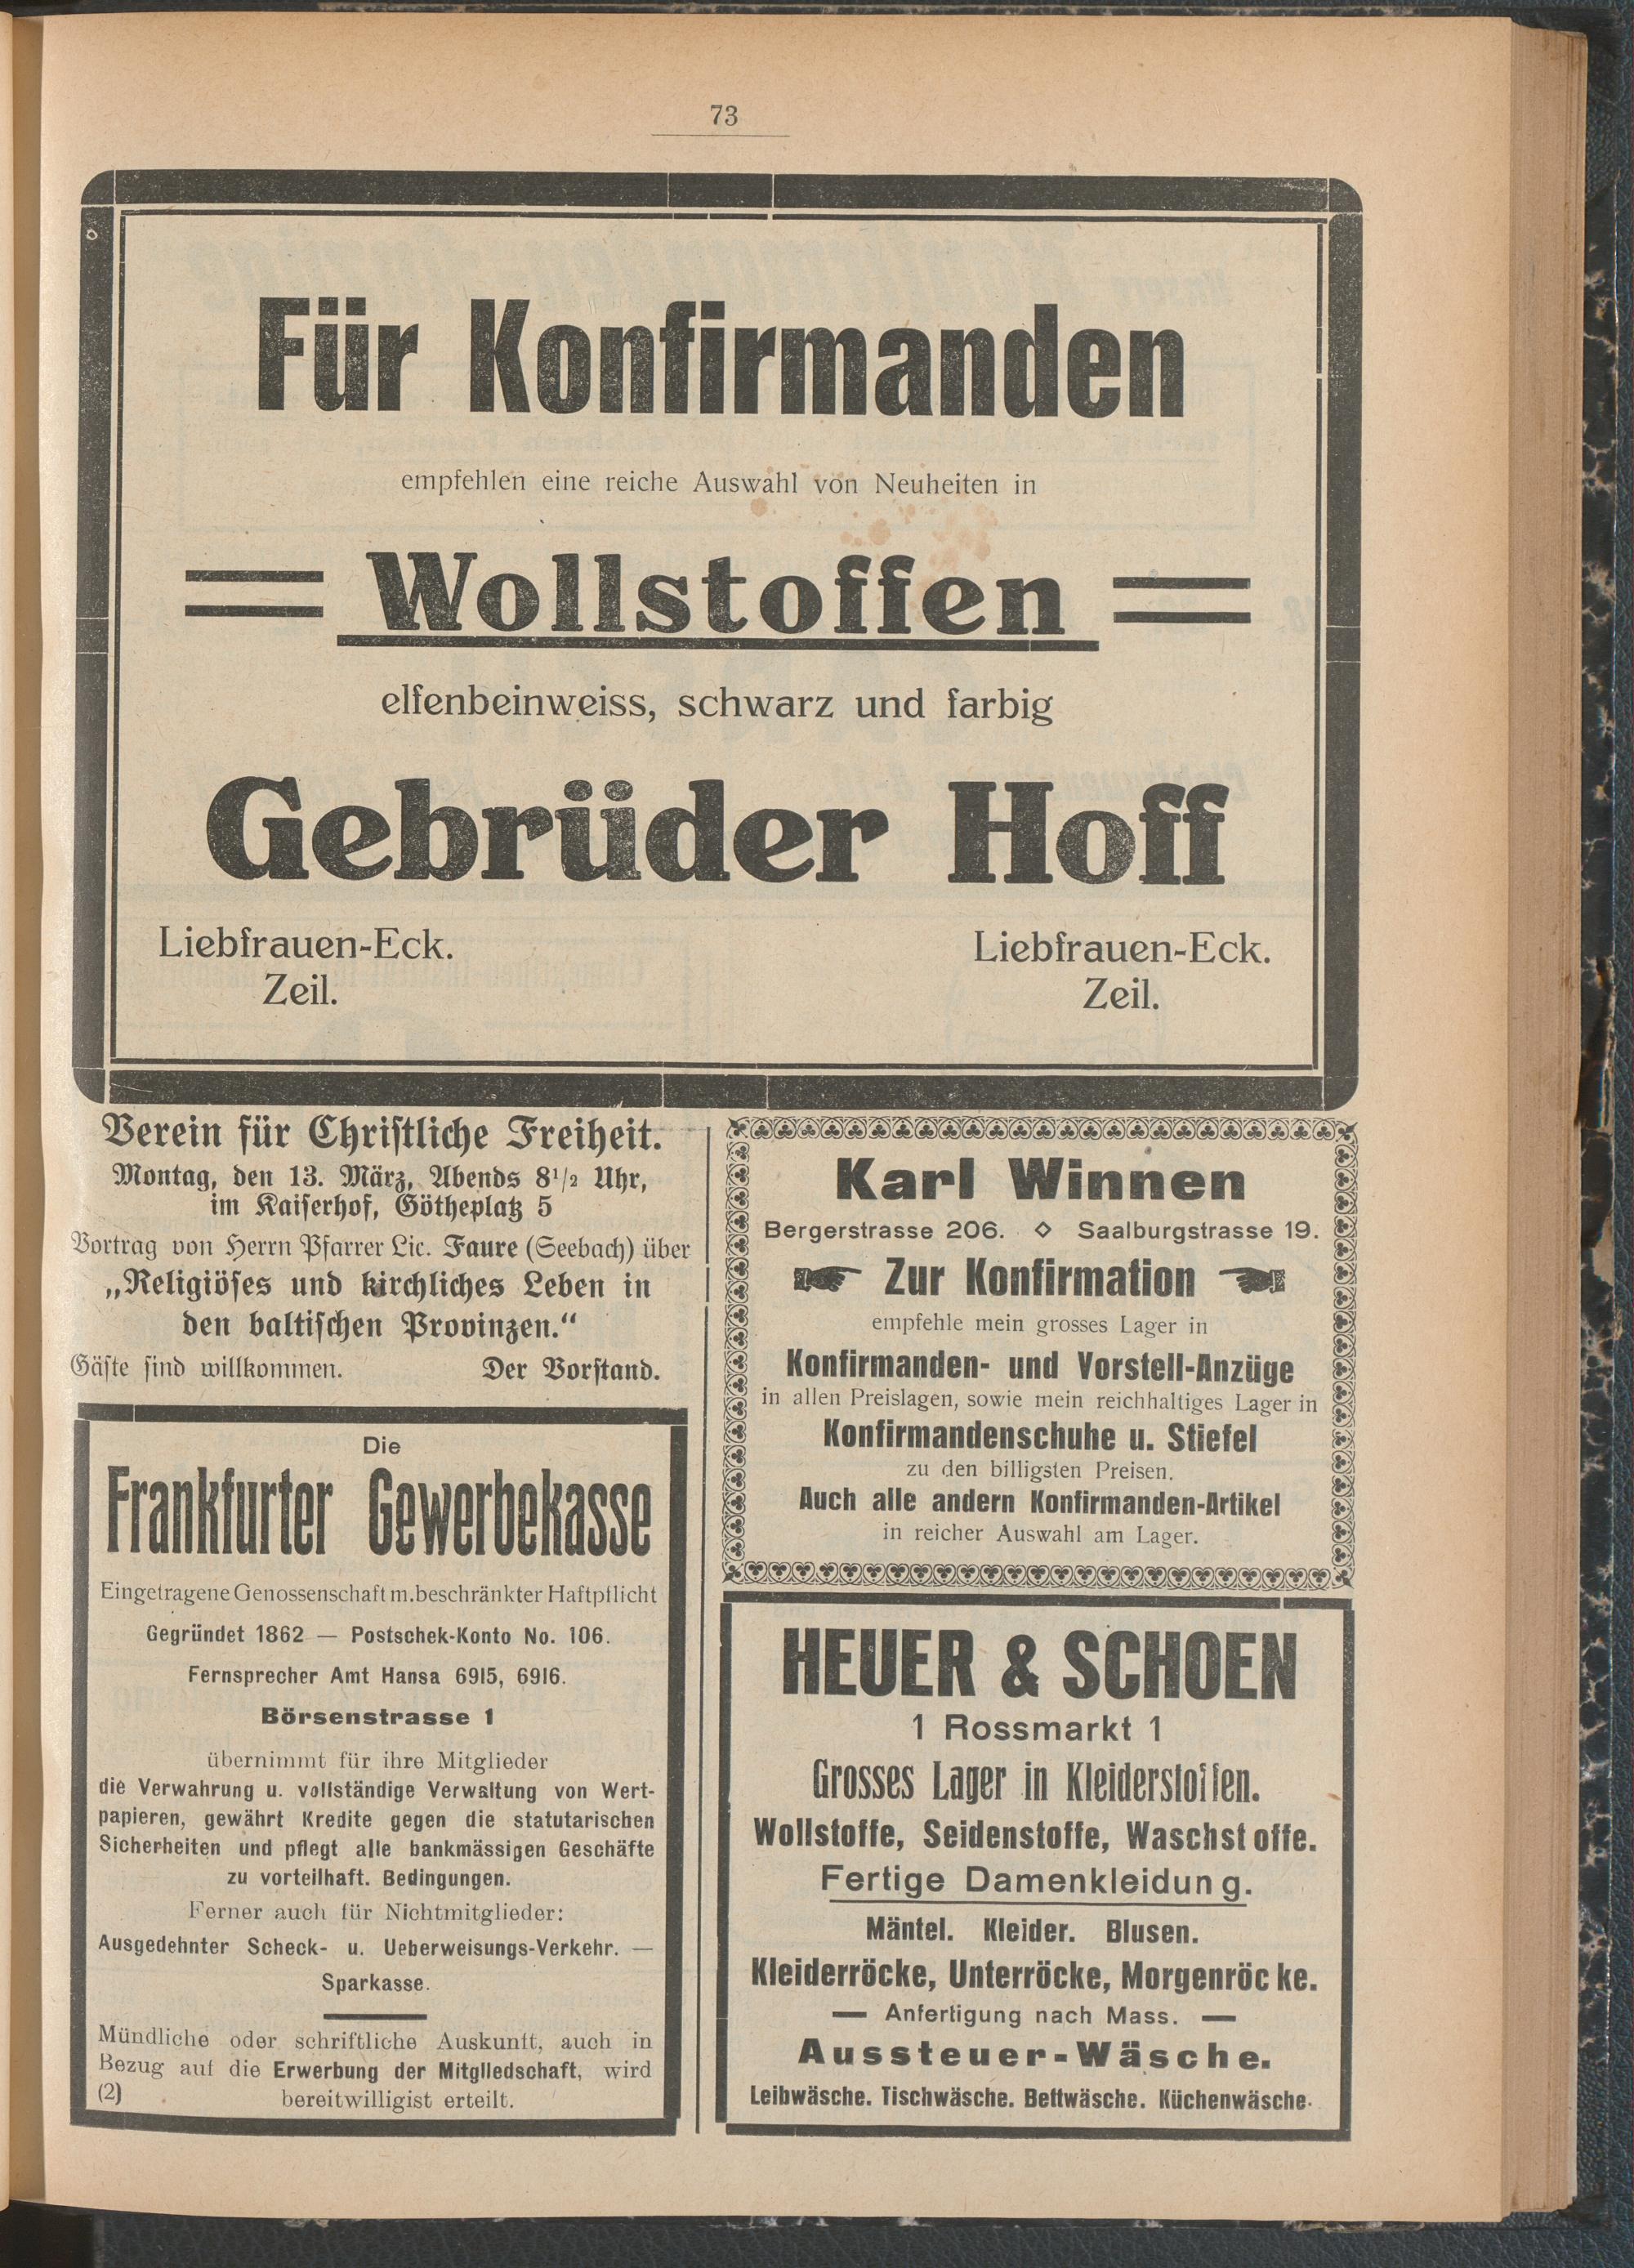 73
Für Konfirmanden
empfehlen eine reiche Auswahl von Neuheiten in
Wollstoffen
elfenbeinweiss, schwarz und farbig
Gebrüder Hoff
Liebfrauen-Eck.
Zeil.
Liebfrauen-Eck.
Zeil.
Verein für Chriſtliche Freiheit.
Montag, den 13. März, Abends 8¹/₂ Uhr,
im Kaiſerhof, Götheplatz 5
Vortrag von Herrn Pfarrer Lic. Faure (Seebach) über
„Religiöſes und kirchliches Leben in
den baltiſchen Provinzen.“
Gäſte ſind willkommen. Der Vorſtand.
Die
Frankfurter Gewerbekasse
Eingetragene Genossenschaft m. beschränkter Haftpflicht
Gegründet 1862 — Postschek-Konto No. 106.
Fernsprecher Amt Hansa 6915, 6916.
Börsenstrasse 1
übernimmt für ihre Mitglieder
die Verwahrung u. vollständige Verwaltung von Wert-
papieren, gewährt Kredite gegen die statutarischen
Sicherheiten und pflegt alle bankmässigen Geschäfte
zu vorteilhaft. Bedingungen.
Ferner auch für Nichtmitglieder:
Ausgedehnter Scheck- u. Ueberweisungs-Verkehr. —
Sparkasse.
Mündliche oder schriftliche Auskunft, auch in
Bezug auf die Erwerbung der Mitgliedschaft, wird
(2) bereitwilligist erteilt.
Karl Winnen
Bergerstrasse 206. ◇ Saalburgstrasse 19.
Zur Konfirmation
empfehle mein grosses Lager in
Konfirmanden- und Vorstell-Anzüge
in allen Preislagen, sowie mein reichhaltiges Lager in
Konfirmandenschuhe u. Stiefel
zu den billigsten Preisen.
Auch alle andern Konfirmanden-Artikel
in reicher Auswahl am Lager.
HEUER & SCHOEN
1 Rossmarkt 1
Grosses Lager in Kleiderstoffen.
Wollstoffe, Seidenstoffe, Waschstoffe.
Fertige Damenkleidung.
Mäntel. Kleider. Blusen.
Kleiderröcke, Unterröcke, Morgenröcke.
— Anfertigung nach Mass. —
Aussteuer-Wäsche.
Leibwäsche. Tischwäsche. Bettwäsche. Küchenwäsche.